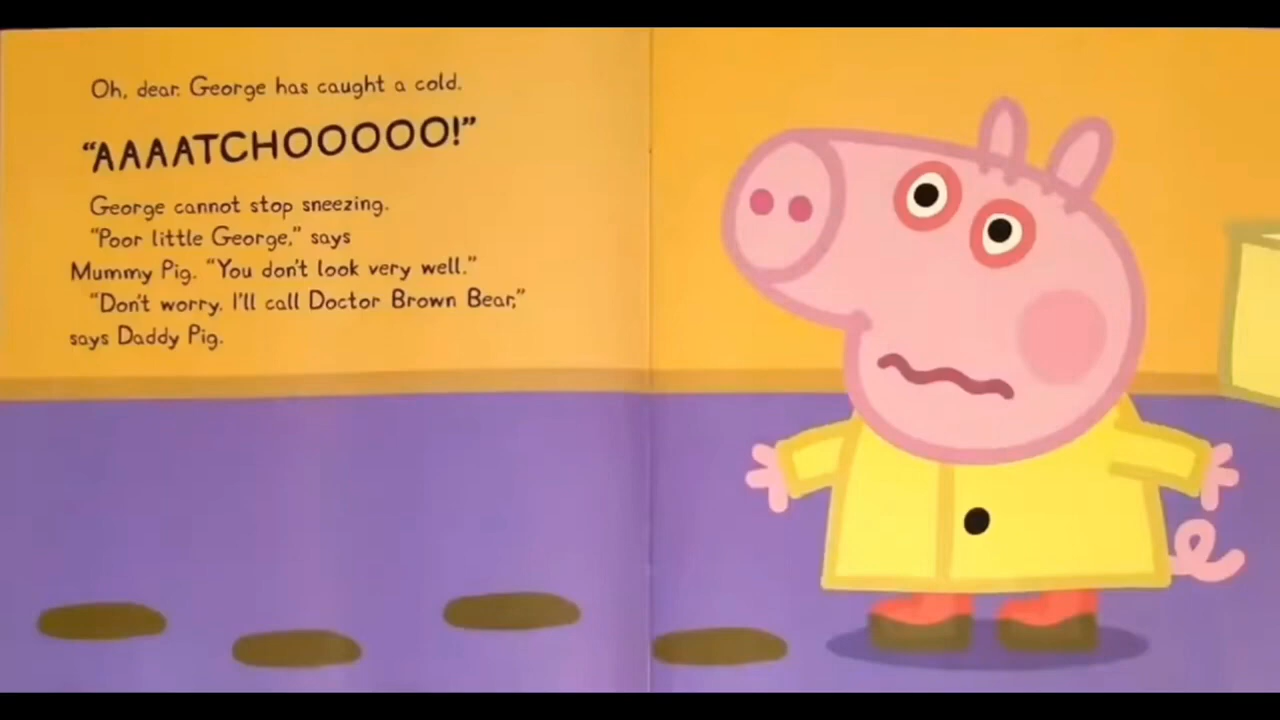 Oh, dear. George has caught a cold.
“AAAATCHOOOOO!”
George cannot stop sneezing.
“Poor little George,” says
Mummy Pig. “You don't look very well.”
“Don't worry. I'll call Doctor Brown Bear,”
says Daddy Pig.